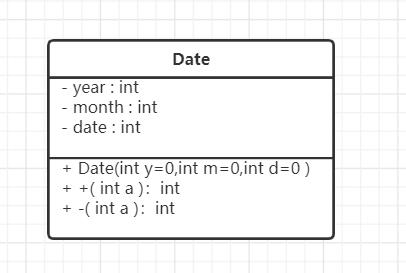 Date
- year : int
- month : int
- date : int
+ Date(int y=0,int m=0,int d=0 )
+ +( int a ):  int
+ -( int a ):  int